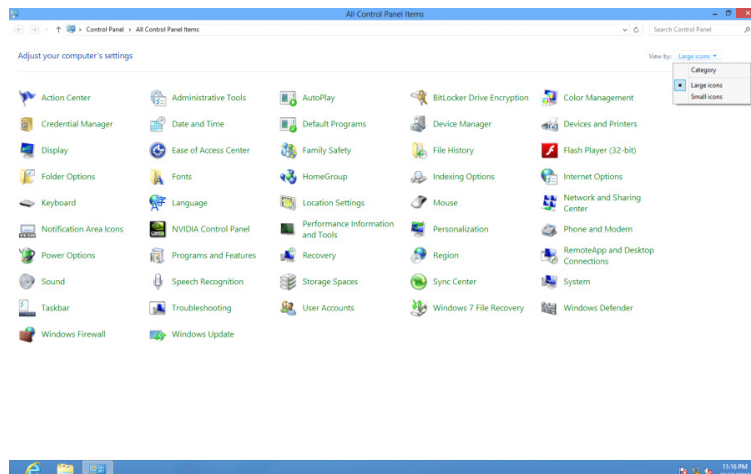 All Control Panel Items
Control Panel ▸ All Control Panel Items
Search Control Panel
Adjust your computer's settings
View by: Large icons
Category
Large icons
Small icons
Action Center
Administrative Tools
AutoPlay
BitLocker Drive Encryption
Color Management
Credential Manager
Date and Time
Default Programs
Device Manager
Devices and Printers
Display
Ease of Access Center
Family Safety
File History
Flash Player (32-bit)
Folder Options
Fonts
HomeGroup
Indexing Options
Internet Options
Keyboard
Language
Location Settings
Mouse
Network and Sharing
Center
Notification Area Icons
NVIDIA Control Panel
Performance Information
and Tools
Personalization
Phone and Modem
Power Options
Programs and Features
Recovery
Region
RemoteApp and Desktop
Connections
Sound
Speech Recognition
Storage Spaces
Sync Center
System
Taskbar
Troubleshooting
User Accounts
Windows 7 File Recovery
Windows Defender
Windows Firewall
Windows Update
11:16 PM